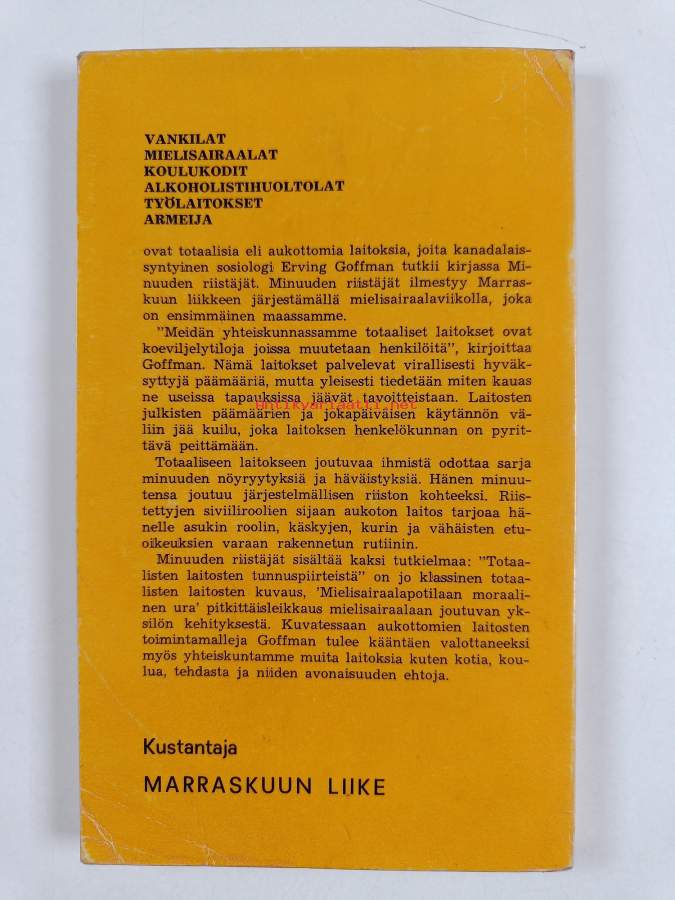 VANKILAT
MIELISAIRAALAT
KOULUKODIT
ALKOHOLISTIHUOLTOLAT
TYÖLAITOKSET
ARMEIJA
ovat totaalisia eli aukottomia laitoksia, joita kanadalais-
syntyinen sosiologi Erving Goffman tutkii kirjassa Mi-
nuuden riistäjät. Minuuden riistäjät ilmestyy Marras-
kuun liikkeen järjestämällä mielisairaalaviikolla, joka
on ensimmäinen maassamme.
"Meidän yhteiskunnassamme totaaliset laitokset ovat
koeviljelytiloja joissa muutetaan henkilöitä", kirjoittaa
Goffman. Nämä laitokset palvelevat virallisesti hyväk-
syttyjä päämääriä, mutta yleisesti tiedetään miten kauas
ne useissa tapauksissa jäävät tavoitteistaan. Laitosten
Antikvariaatti.net
julkisten päämäärien ja jokapäiväisen käytännön vä-
liin jää kuilu, joka laitoksen henkelökunnan on pyrit-
tävä peittämään.
Totaaliseen laitokseen joutuvaa ihmistä odottaa sarja
minuuden nöyryytyksiä ja häväistyksiä. Hänen minuu-
tensa joutuu järjestelmällisen riiston kohteeksi. Riis-
tettyjen siviiliroolien sijaan aukoton laitos tarjoaa hä-
nelle asukin roolin, käskyjen, kurin ja vähäisten etu-
oikeuksien varaan rakennetun rutiinin.
Minuuden riistäjät sisältää kaksi tutkielmaa: "Totaa-
listen laitosten tunnuspiirteistä" on jo klassinen totaa-
listen laitosten kuvaus, 'Mielisairaalapotilaan moraali-
nen ura' pitkittäisleikkaus mielisairaalaan joutuvan yk-
silön kehityksestä. Kuvatessaan aukottomien laitosten
toimintamalleja Goffman tulee kääntäen valottaneeksi
myös yhteiskuntamme muita laitoksia kuten kotia, kou-
lua, tehdasta ja niiden avonaisuuden ehtoja.
Kustantaja
MARRASKUUN LIIKE